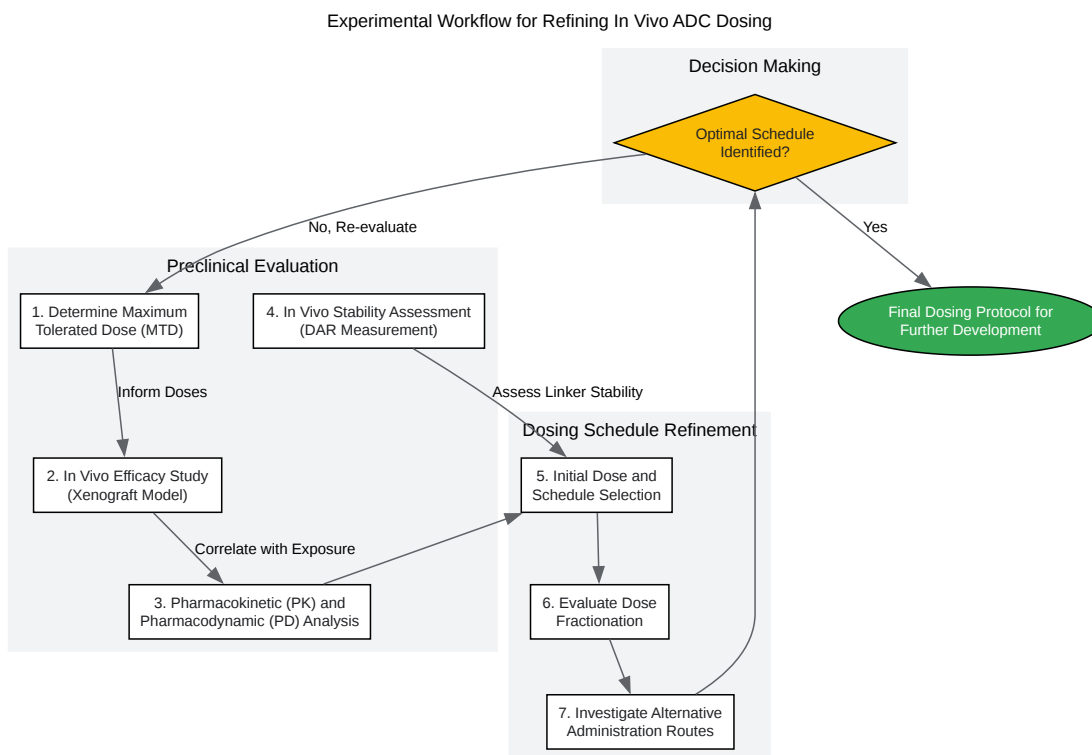 Experimental Workflow for Refining In Vivo ADC Dosing
Decision Making
Optimal Schedule
Identified?
No, Re-evaluate
Yes
Preclinical Evaluation
1. Determine Maximum
Tolerated Dose (MTD)
4. In Vivo Stability Assessment
(DAR Measurement)
Final Dosing Protocol for
Further Development
Inform Doses
Assess Linker Stability
Dosing Schedule Refinement
2. In Vivo Efficacy Study
(Xenograft Model)
5. Initial Dose and
Schedule Selection
Correlate with Exposure
3. Pharmacokinetic (PK) and
Pharmacodynamic (PD) Analysis
6. Evaluate Dose
Fractionation
7. Investigate Alternative
Administration Routes